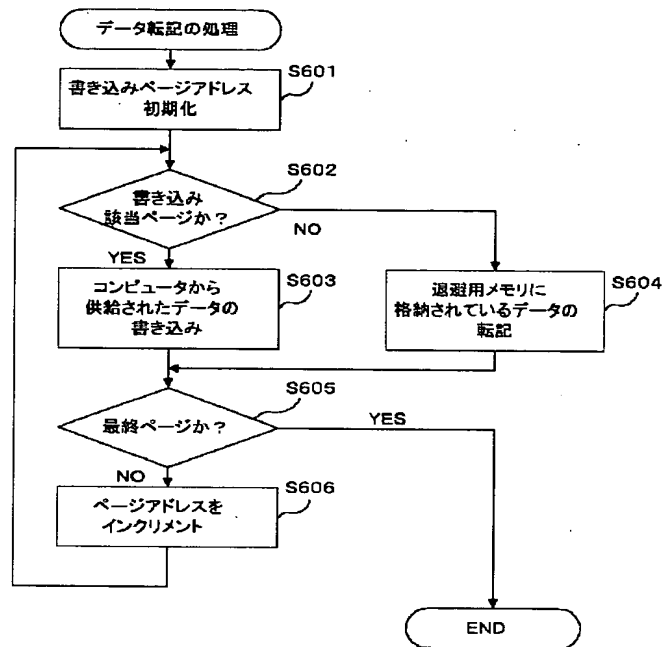 データ転記の処理
S601
書き込みページアドレス
初期化
S602
書き込み
該当ページか？
NO
YES
S603
コンピュータから
供給されたデータの
書き込み
S604
退避用メモリに
格納されているデータの
転記
S605
最終ページか？
YES
NO
S606
ページアドレスを
インクリメント
END